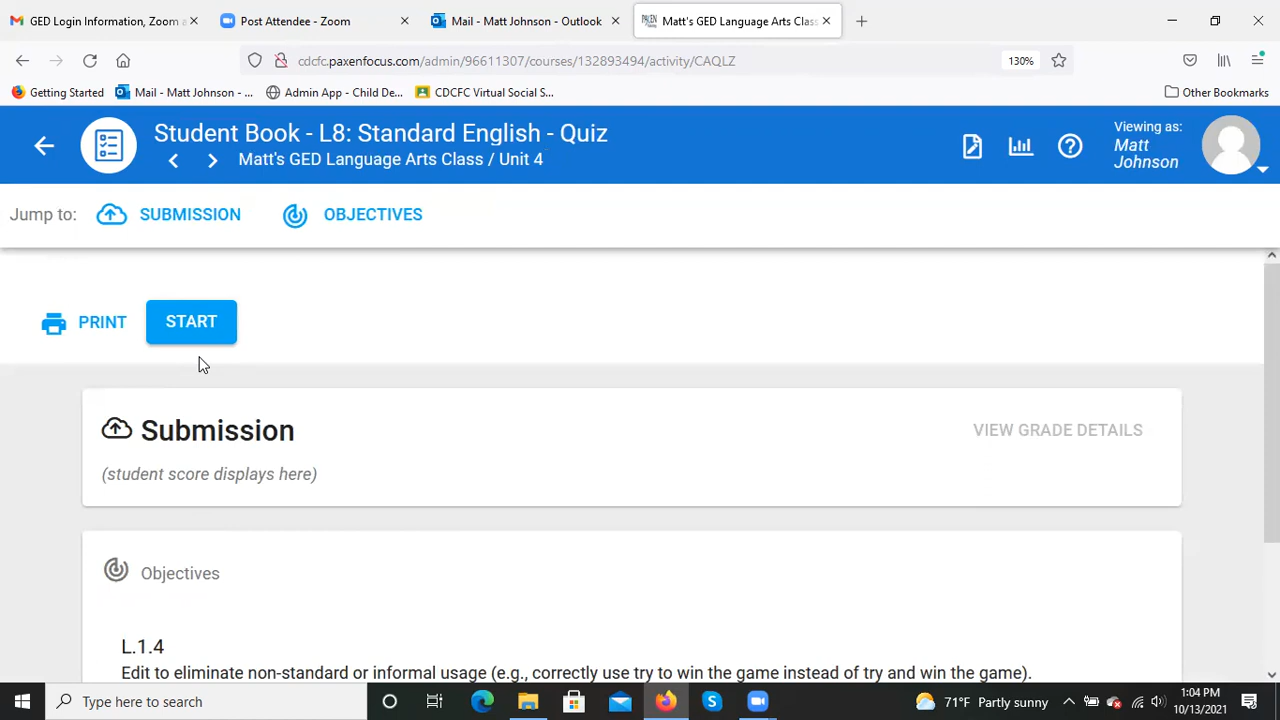 GED Login Information, Zoom a
Post Attendee - Zoom
Mail - Matt Johnson - Outlook
PAXEN
Matt's GED Language Arts Class
cdcfc.paxenfocus.com/admin/96611307/courses/132893494/activity/CAQLZ
130%
Getting Started
Mail - Matt Johnson - ...
Admin App - Child De...
CDCFC Virtual Social S...
Other Bookmarks
Student Book - L8: Standard English - Quiz
Matt's GED Language Arts Class / Unit 4
Viewing as:
Matt
Johnson
Jump to:
SUBMISSION
OBJECTIVES
PRINT
START
Submission
VIEW GRADE DETAILS
(student score displays here)
Objectives
L.1.4
Edit to eliminate non-standard or informal usage (e.g., correctly use try to win the game instead of try and win the game).
Type here to search
71°F Partly sunny
1:04 PM
10/13/2021